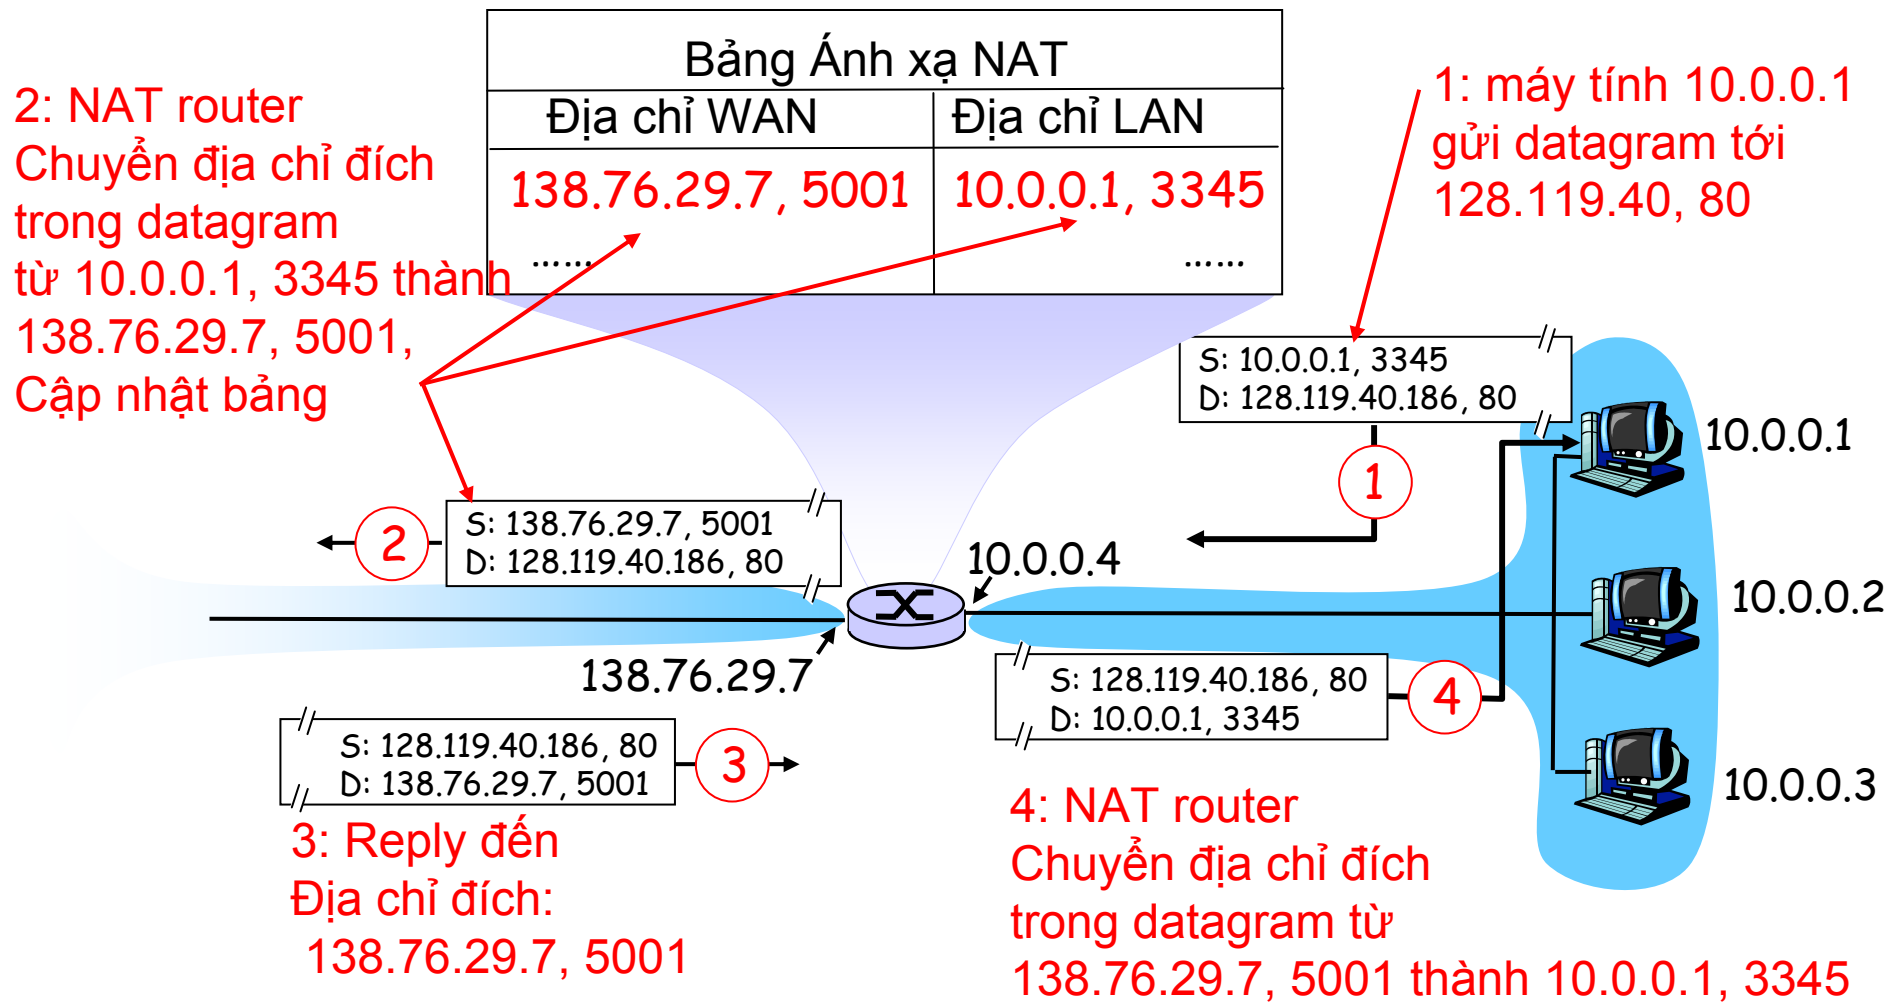 Bảng Ánh xạ NAT
Địa chỉ WAN
Địa chỉ LAN
138.76.29.7, 5001
10.0.0.1, 3345
……
……
2: NAT router
Chuyển địa chỉ đích
trong datagram
từ 10.0.0.1, 3345 thành
138.76.29.7, 5001,
Cập nhật bảng
1: máy tính 10.0.0.1
gửi datagram tới
128.119.40, 80
S: 10.0.0.1, 3345
D: 128.119.40.186, 80
1
10.0.0.1
S: 138.76.29.7, 5001
D: 128.119.40.186, 80
2
10.0.0.4
10.0.0.2
138.76.29.7
S: 128.119.40.186, 80
D: 10.0.0.1, 3345
4
S: 128.119.40.186, 80
D: 138.76.29.7, 5001
3
10.0.0.3
3: Reply đến
Địa chỉ đích:
138.76.29.7, 5001
4: NAT router
Chuyển địa chỉ đích
trong datagram từ
138.76.29.7, 5001 thành 10.0.0.1, 3345